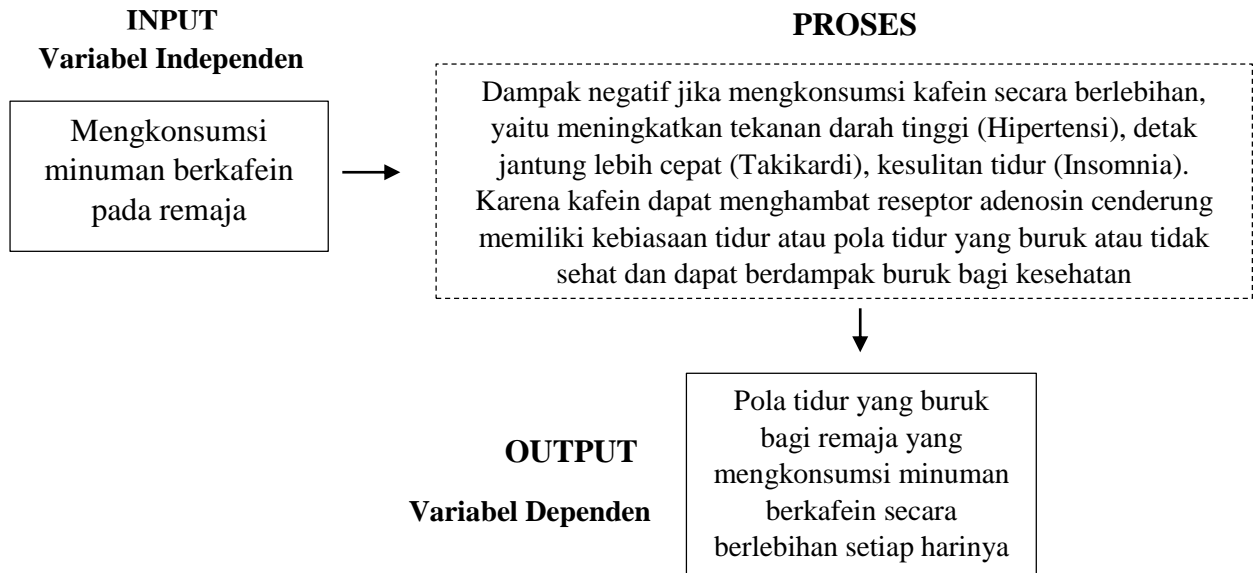 INPUT
Variabel Independen
Mengkonsumsi
minuman berkafein
pada remaja
PROSES
Dampak negatif jika mengkonsumsi kafein secara berlebihan,
yaitu meningkatkan tekanan darah tinggi (Hipertensi), detak
jantung lebih cepat (Takikardi), kesulitan tidur (Insomnia).
Karena kafein dapat menghambat reseptor adenosin cenderung
memiliki kebiasaan tidur atau pola tidur yang buruk atau tidak
sehat dan dapat berdampak buruk bagi kesehatan
OUTPUT
Variabel Dependen
Pola tidur yang buruk
bagi remaja yang
mengkonsumsi minuman
berkafein secara
berlebihan setiap harinya